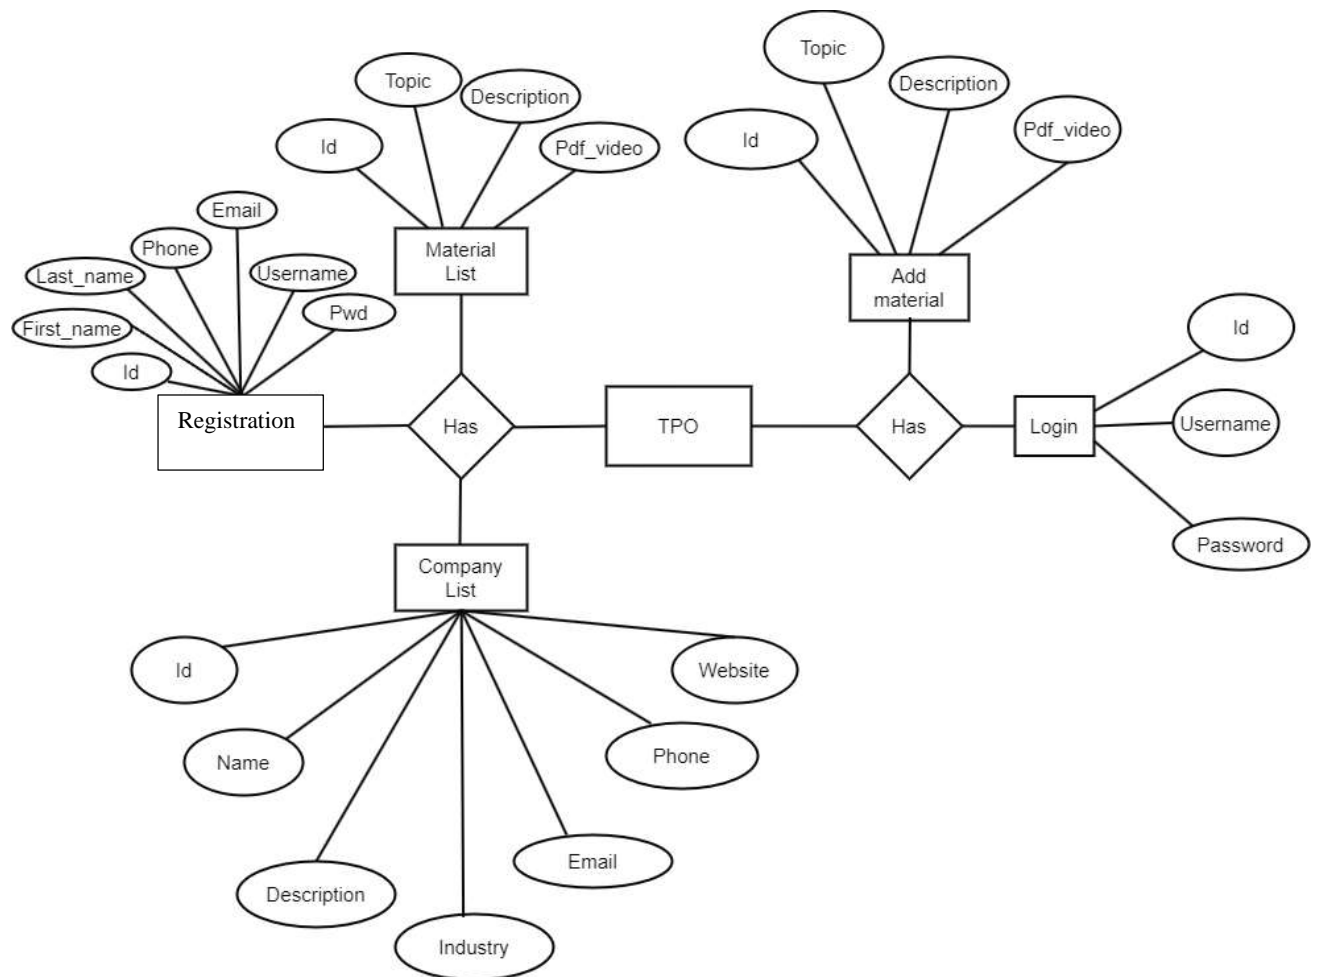 Topic
Topic
Description
Description
Id
Pdf_video
Id
Pdf_video
Email
Phone
Last_name
Username
First_name
Pwd
Id
Material
List
Add
material
Id
Registration
Has
TPO
Has
Login
Username
Password
Company
List
Id
Website
Name
Phone
Description
Email
Industry